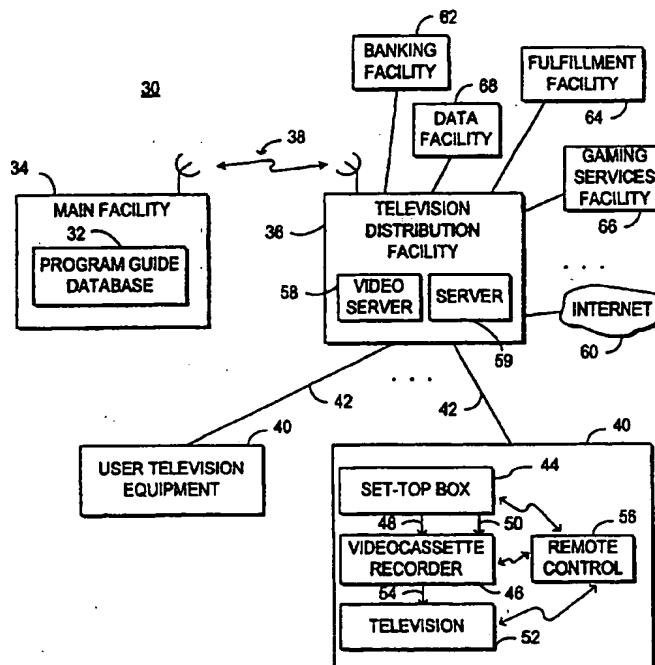 62
BANKING
FACILITY
FULFILLMENT
FACILITY
64
30
68
DATA
FACILITY
38
GAMING
SERVICES
FACILITY
66
34
MAIN FACILITY
32
PROGRAM GUIDE
DATABASE
36
TELEVISION
DISTRIBUTION
FACILITY
58
VIDEO
SERVER
SERVER
59
. . .
INTERNET
60
. . .
42
42
40
USER TELEVISION
EQUIPMENT
40
44
SET-TOP BOX
48
50
56
VIDEOCASSETTE
RECORDER
REMOTE
CONTROL
54
46
TELEVISION
52